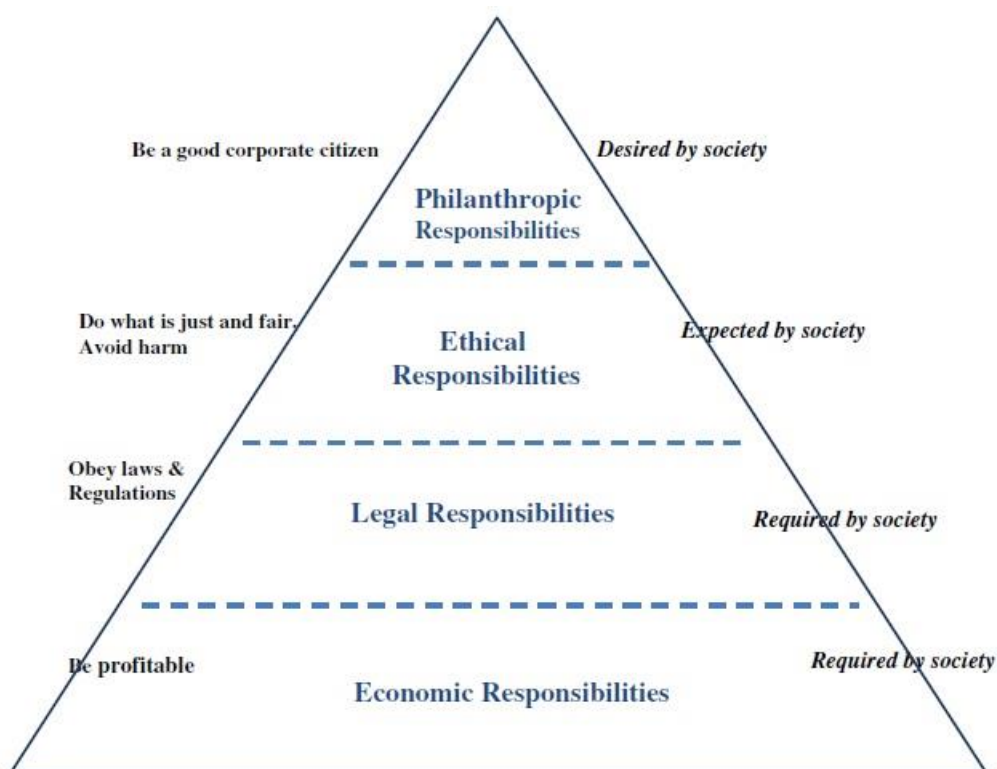 Be a good corporate citizen
Desired by society
Philanthropic
Responsibilities
Do what is just and fair,
Avoid harm
Expected by society
Ethical
Responsibilities
Obey laws &
Regulations
Legal Responsibilities
Required by society
Be profitable
Required by society
Economic Responsibilities